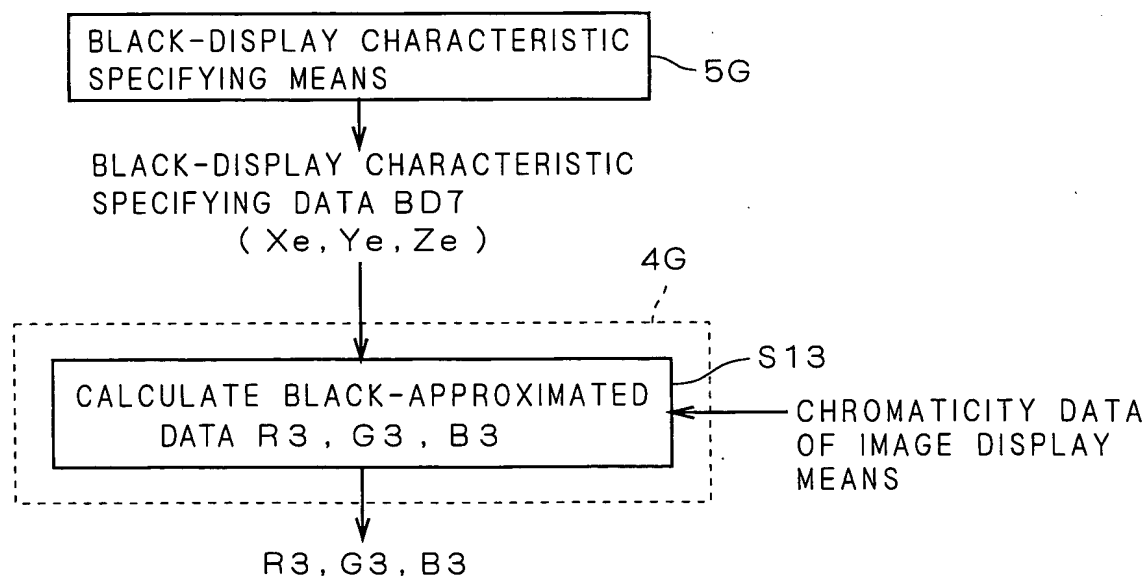 BLACK-DISPLAY CHARACTERISTIC
SPECIFYING MEANS
5G
BLACK-DISPLAY CHARACTERISTIC
SPECIFYING DATA BD7
(Xe, Ye, Ze)
4G
S13
CALCULATE BLACK-APPROXIMATED
DATA R3, G3, B3
CHROMATICITY DATA
OF IMAGE DISPLAY
MEANS
R3, G3, B3